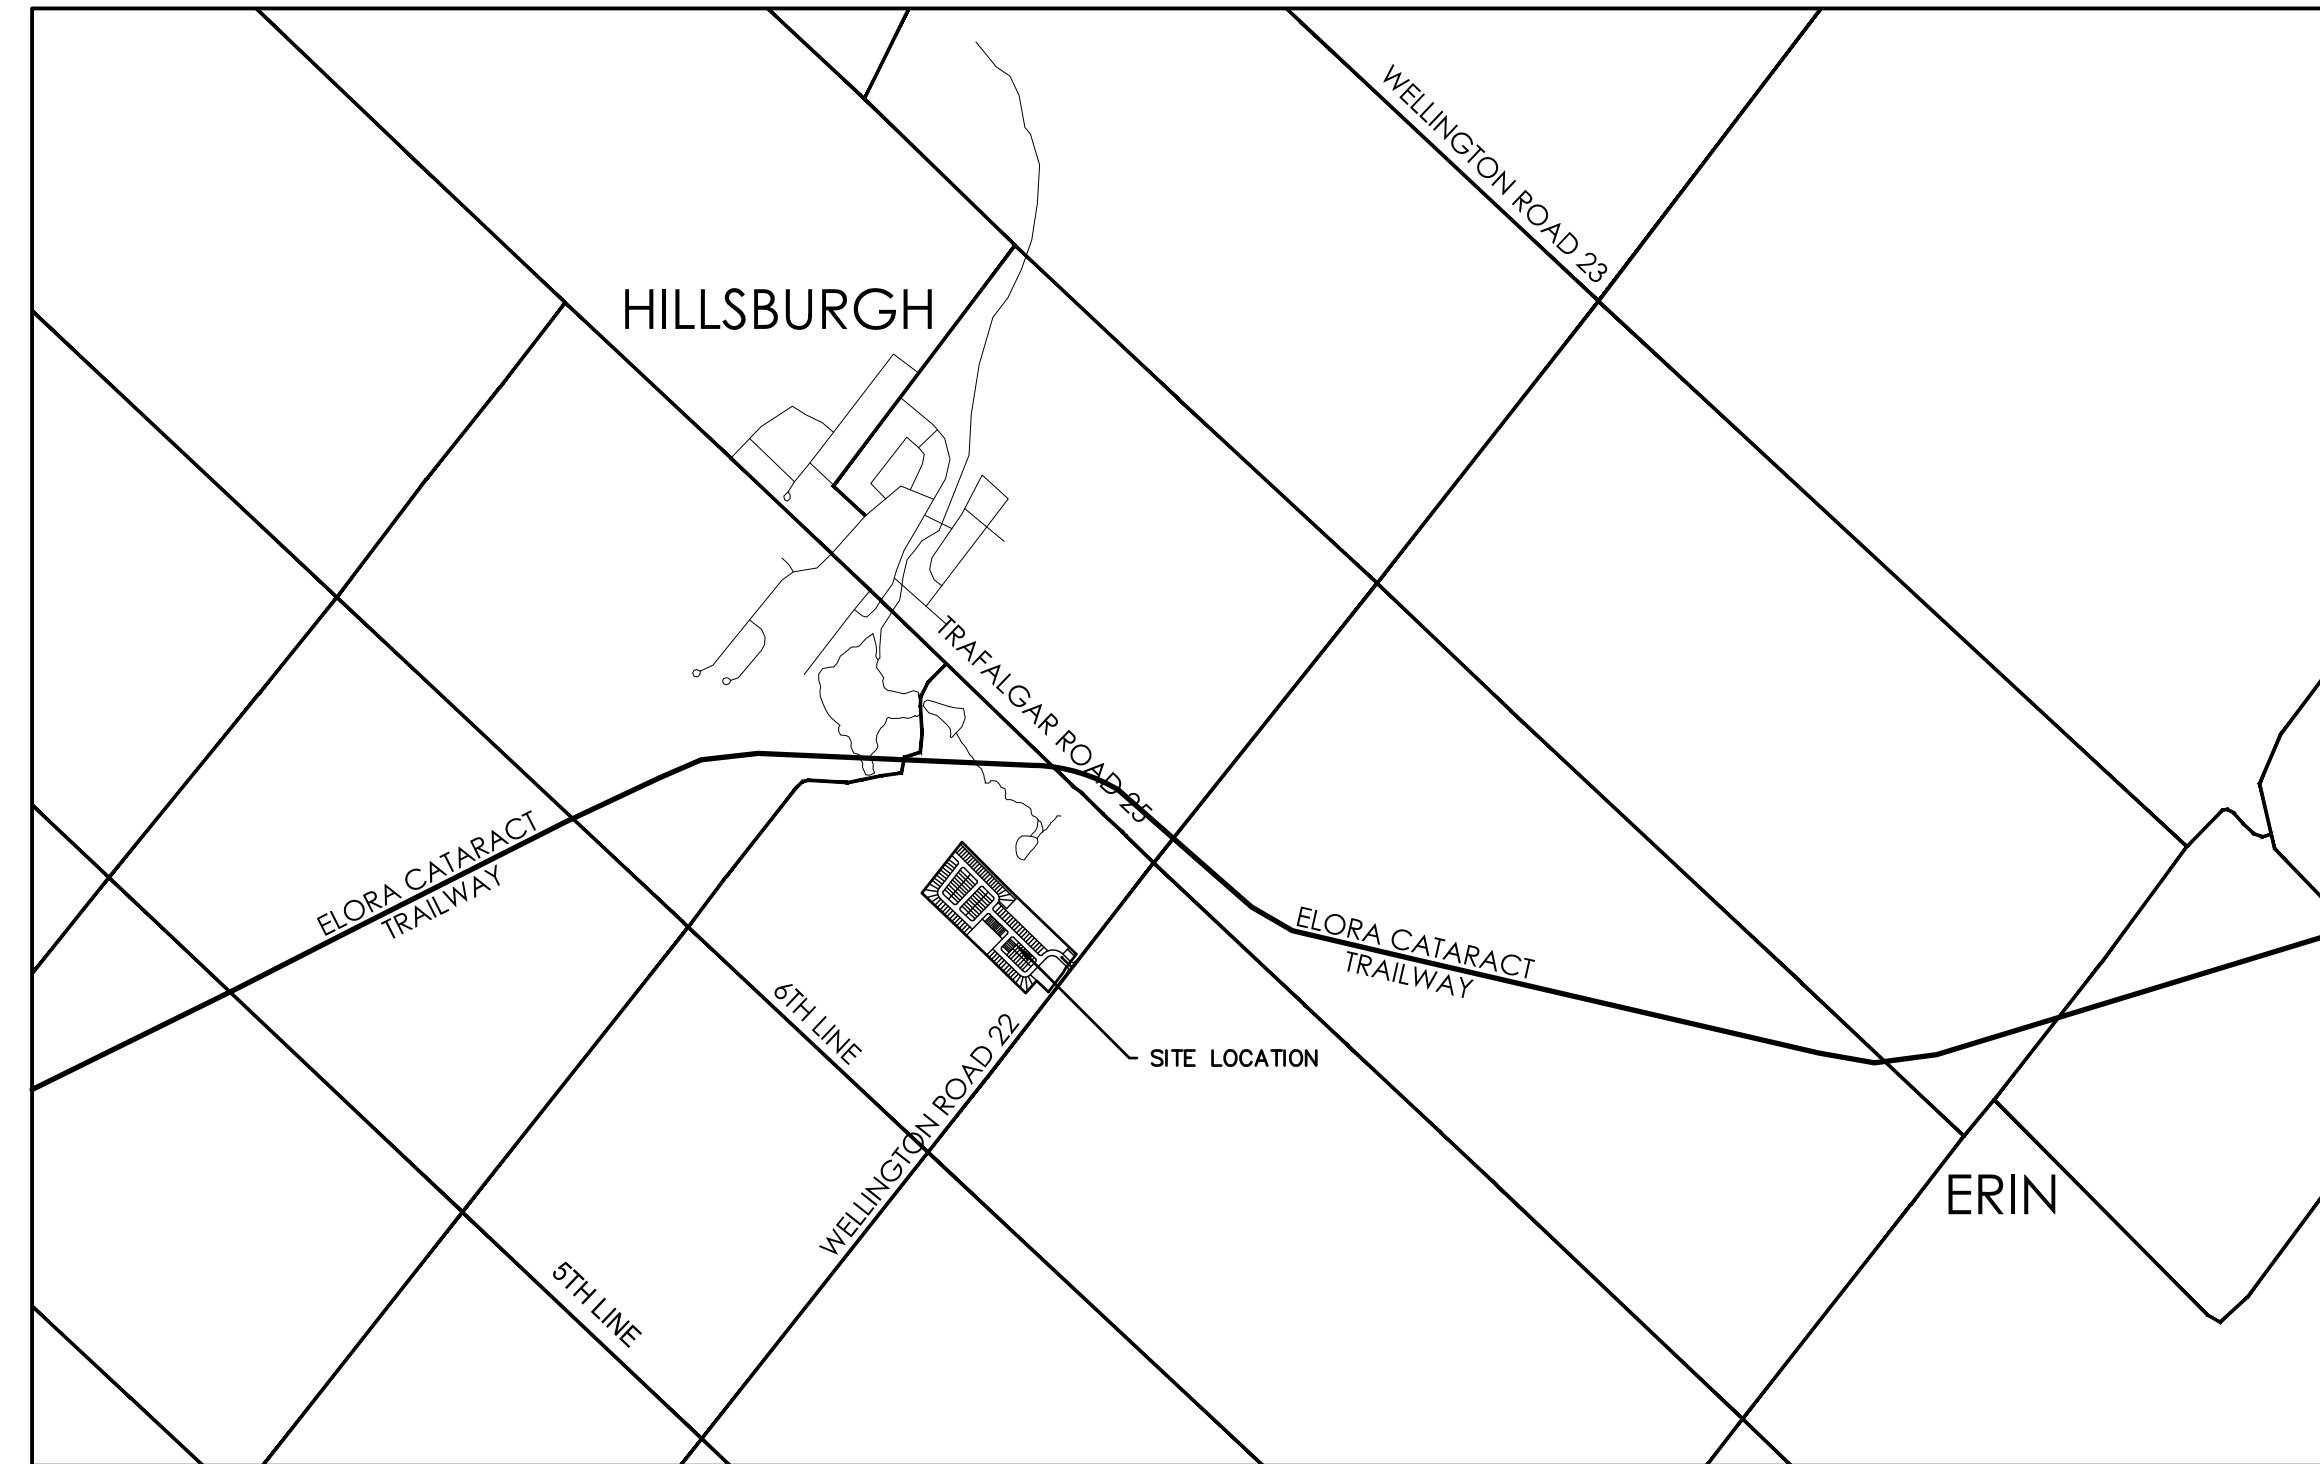 WELLINGTON ROAD 23
HILLSBURGH
TRAFALGAR ROAD 25
ELORA CATARACT
TRAILWAY
ELORA CATARACT
TRAILWAY
6TH LINE
WELLINGTON ROAD 22
SITE LOCATION
ERIN
5TH LINE